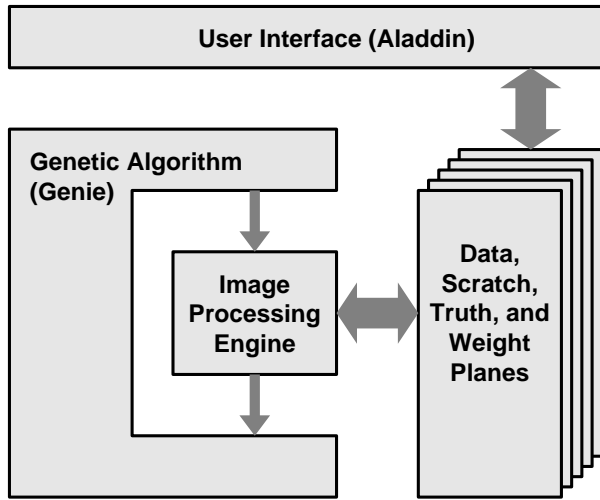 User Interface (Aladdin)
Genetic Algorithm
(Genie)
Image
Processing
Engine
Data,
Scratch,
Truth, and
Weight
Planes